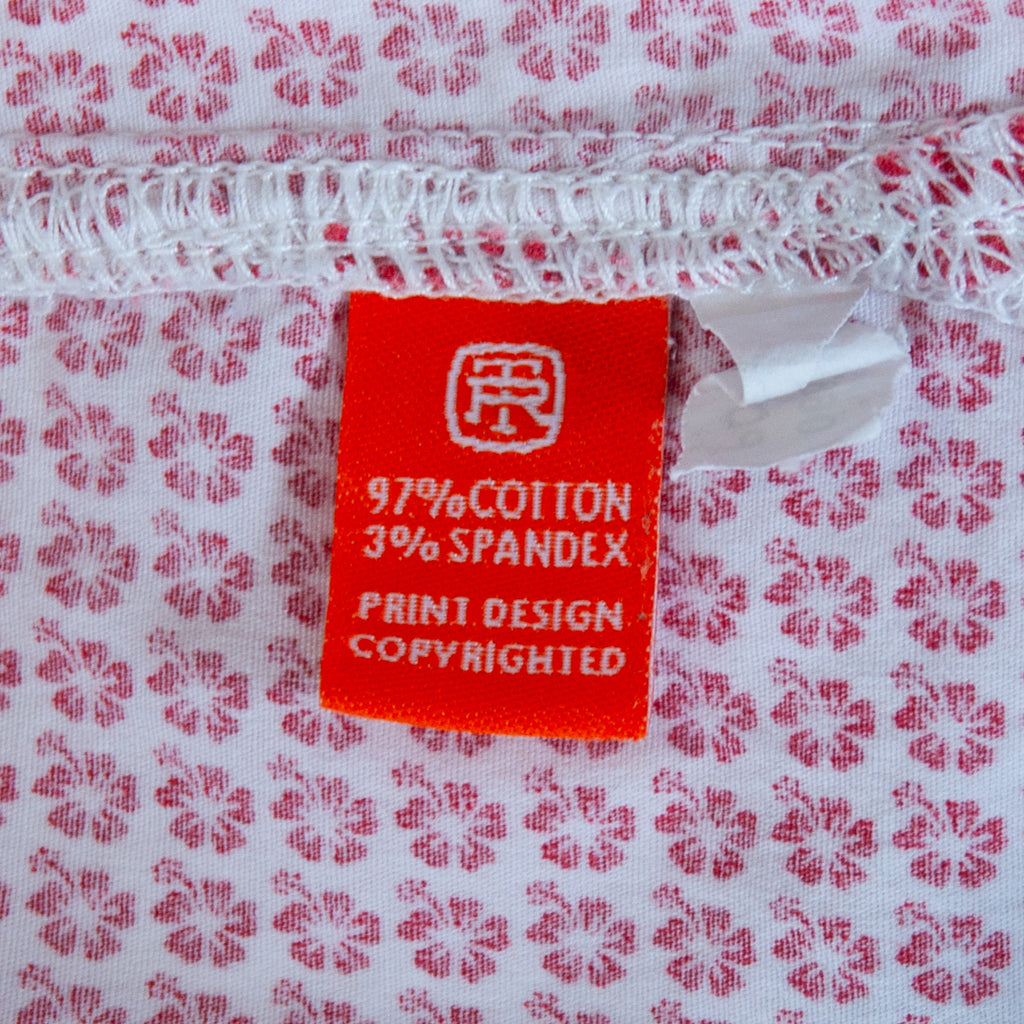 97% COTTON
3% SPANDEX
PRINT DESIGN
COPYRIGHTED